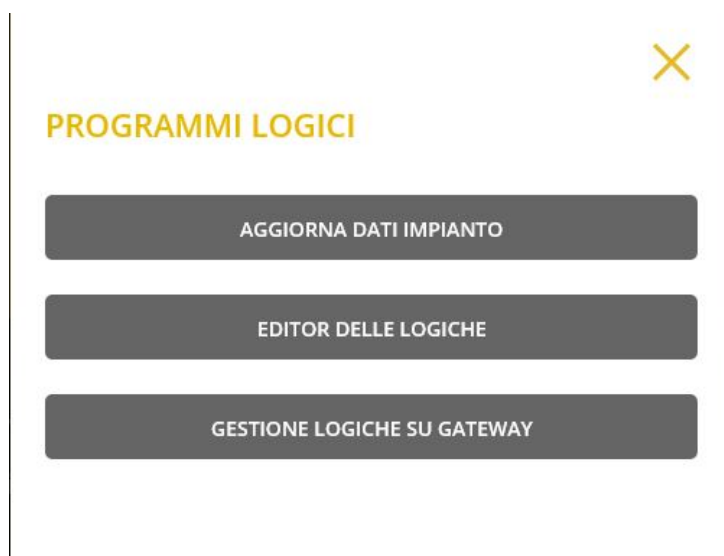 PROGRAMMI LOGICI
AGGIORNA DATI IMPIANTO
EDITOR DELLE LOGICHE
GESTIONE LOGICHE SU GATEWAY